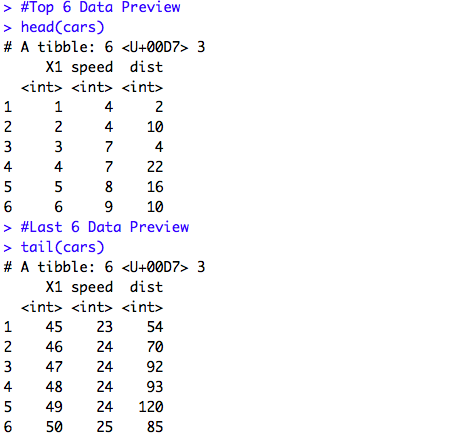 > #Top 6 Data Preview
> head(cars)
# A tibble: 6 <U+00D7> 3
     X1 speed  dist
  <int> <int> <int>
1     1     4     2
2     2     4    10
3     3     7     4
4     4     7    22
5     5     8    16
6     6     9    10
> #Last 6 Data Preview
> tail(cars)
# A tibble: 6 <U+00D7> 3
     X1 speed  dist
  <int> <int> <int>
1    45    23    54
2    46    24    70
3    47    24    92
4    48    24    93
5    49    24   120
6    50    25    85